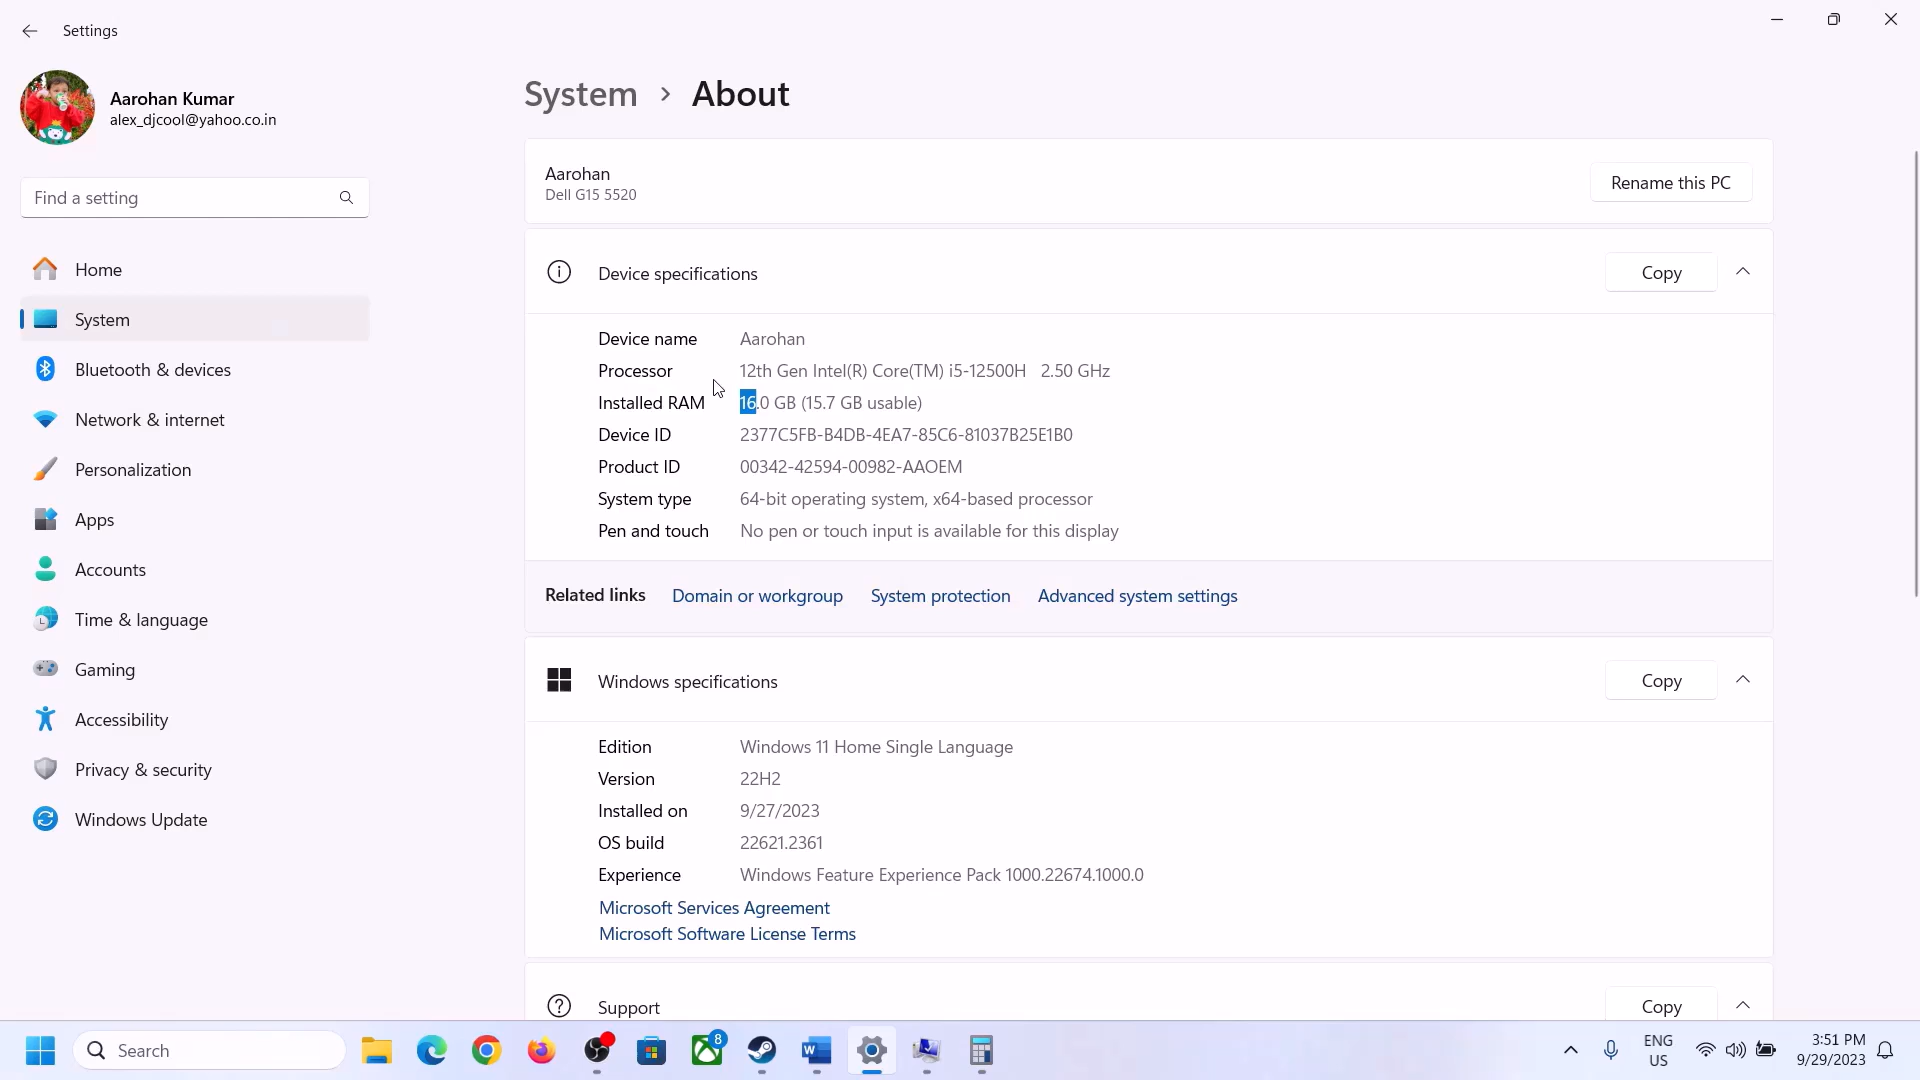 Settings
Aarohan Kumar
alex_djcool@yahoo.co.in
Find a setting
Home
System
Bluetooth & devices
Network & internet
Personalization
Apps
Accounts
Time & language
Gaming
Accessibility
Privacy & security
Windows Update
System > About
Aarohan
Dell G15 5520
Rename this PC
Device specifications
Copy
Device name Aarohan
Processor 12th Gen Intel(R) Core(TM) i5-12500H 2.50 GHz
Installed RAM 16.0 GB (15.7 GB usable)
Device ID 2377C5FB-B4DB-4EA7-85C6-81037B25E1B0
Product ID 00342-42594-00982-AAOEM
System type 64-bit operating system, x64-based processor
Pen and touch No pen or touch input is available for this display
Related links Domain or workgroup System protection Advanced system settings
Windows specifications
Copy
Edition Windows 11 Home Single Language
Version 22H2
Installed on 9/27/2023
OS build 22621.2361
Experience Windows Feature Experience Pack 1000.22674.1000.0
Microsoft Services Agreement
Microsoft Software License Terms
Support
Copy
Search
8
W
ENG
US
3:51 PM
9/29/2023